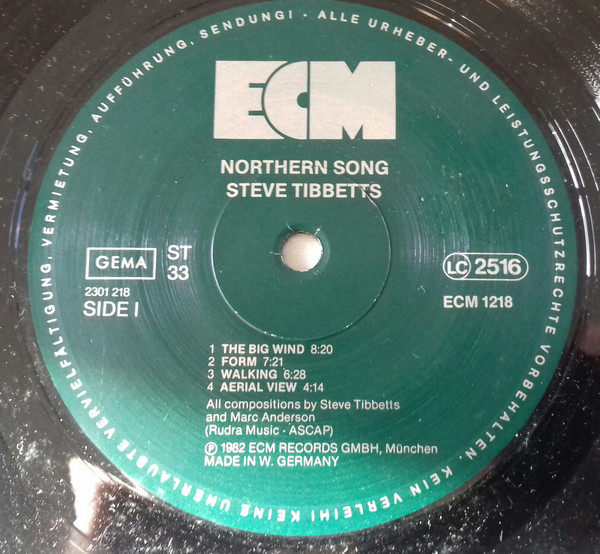 ECM
NORTHERN SONG
STEVE TIBBETTS
GEMA
ST
33
2301 218
SIDE I
LC 2516
ECM 1218
1 THE BIG WIND 8:20
2 FORM 7:21
3 WALKING 6:28
4 AERIAL VIEW 4:14
All compositions by Steve Tibbetts
and Marc Anderson
(Rudra Music - ASCAP)
℗ 1982 ECM RECORDS GMBH, München
MADE IN W. GERMANY
ALLE URHEBER- UND LEISTUNGSSCHUTZRECHTE VORBEHALTEN. KEIN VERLEIH! KEINE UNERLAUBTE VERVIELFÄLTIGUNG, VERMIETUNG, AUFFÜHRUNG, SENDUNG! ·